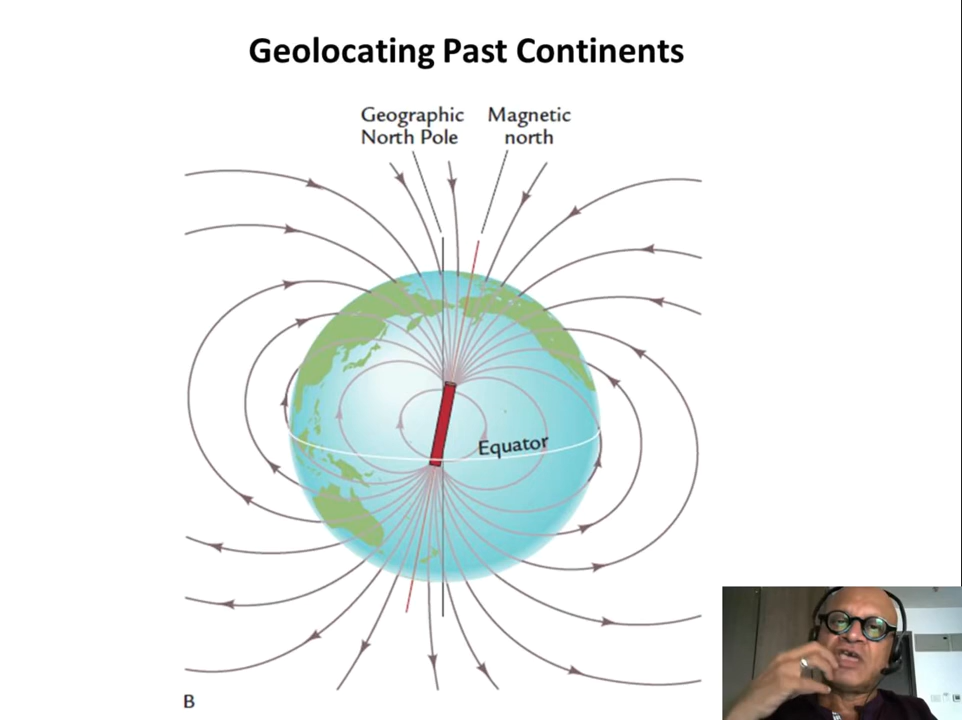 Geolocating Past Continents
Geographic
North Pole
Magnetic
north
Equator
B